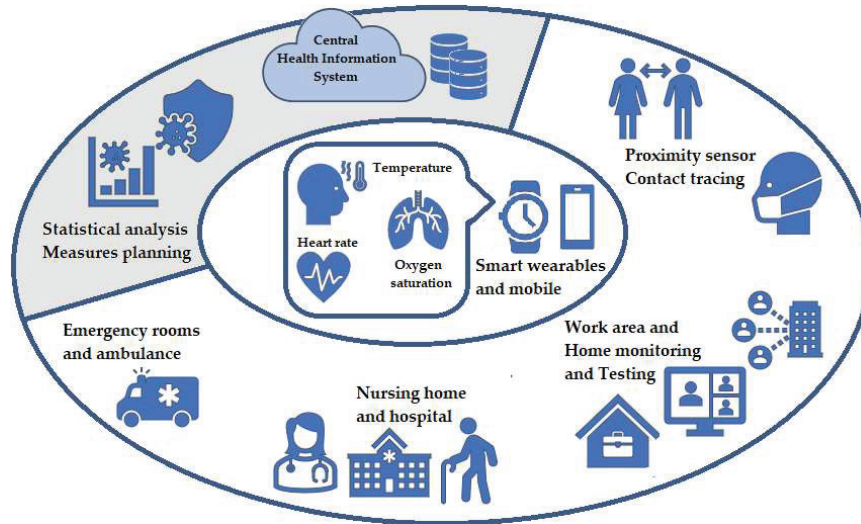 Central
Health Information
System
Proximity sensor
Contact tracing
Statistical analysis
Measures planning
Temperature
Heart rate
Oxygen
saturation
Smart wearables
and mobile
Emergency rooms
and ambulance
Work area and
Home monitoring
and Testing
Nursing home
and hospital